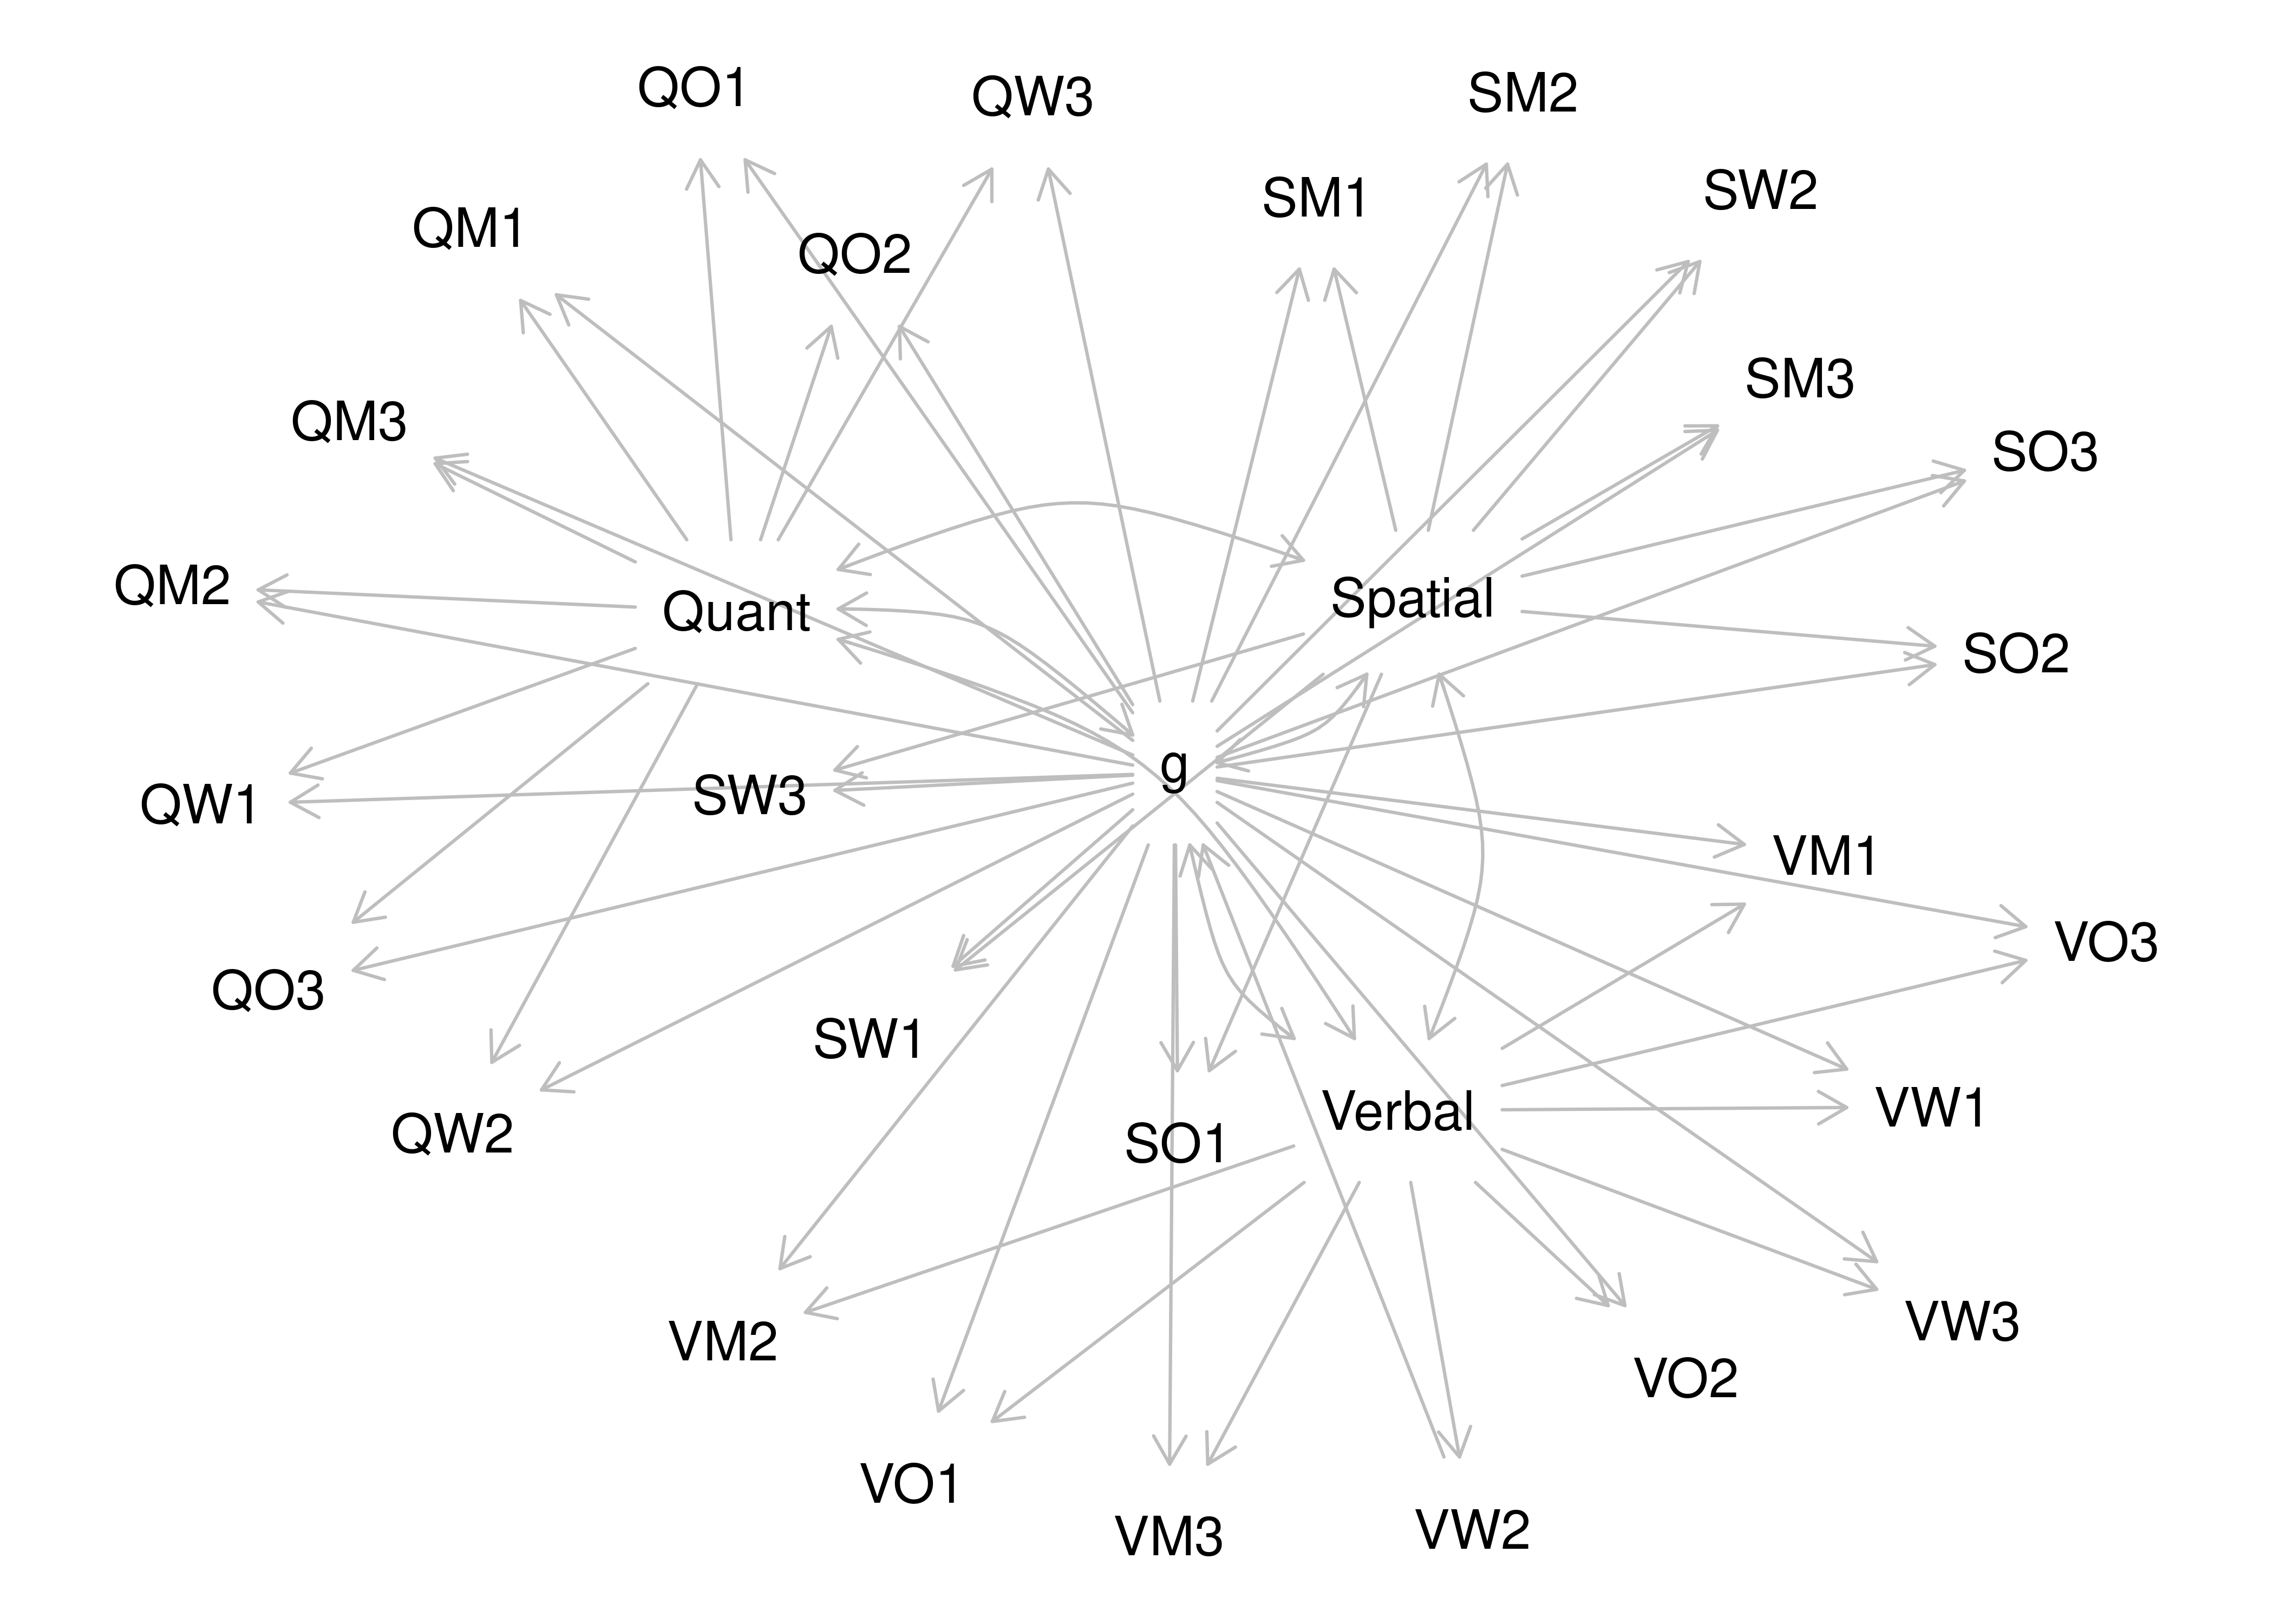 QO1
QW3
SM2
SM1
SW2
QM1
QO2
SM3
QM3
SO3
QM2
Quant
Spatial
SO2
g
SW3
QW1
VM1
VO3
QO3
SW1
VW1
Verbal
QW2
SO1
VW3
VM2
VO2
VO1
VM3
VW2